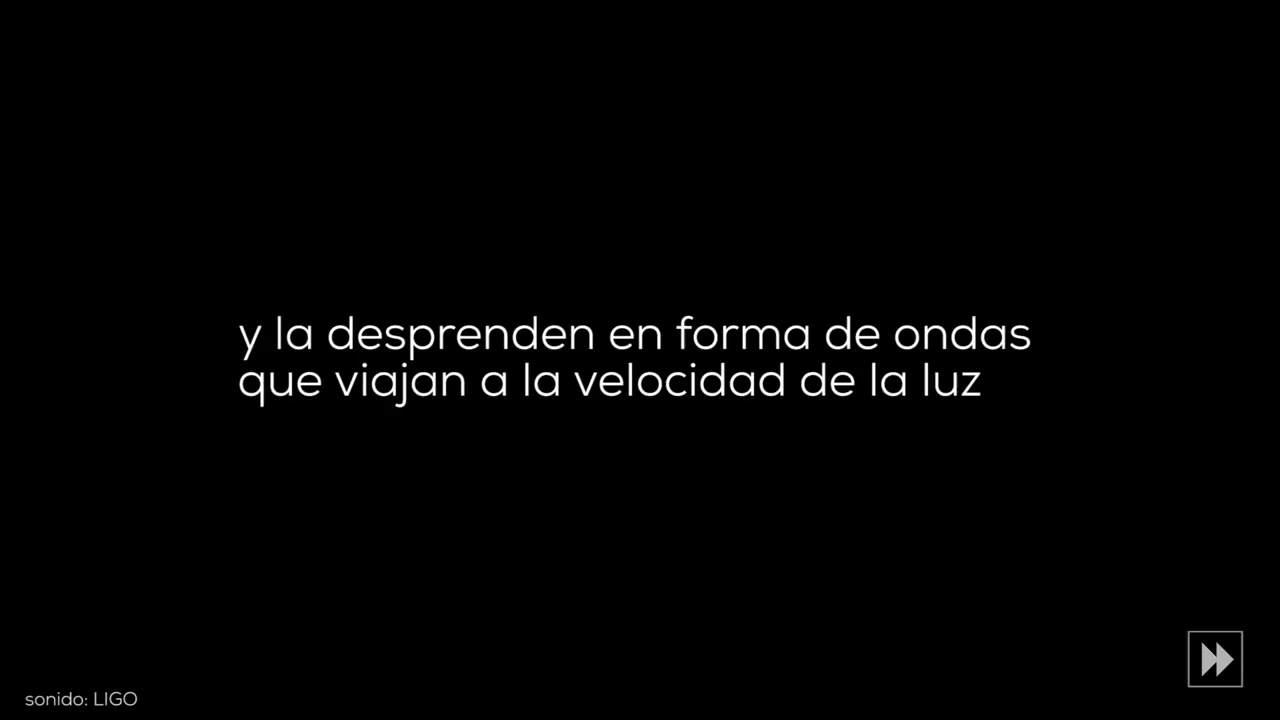 y la desprenden en forma de ondas
que viajan a la velocidad de la luz
sonido: LIGO